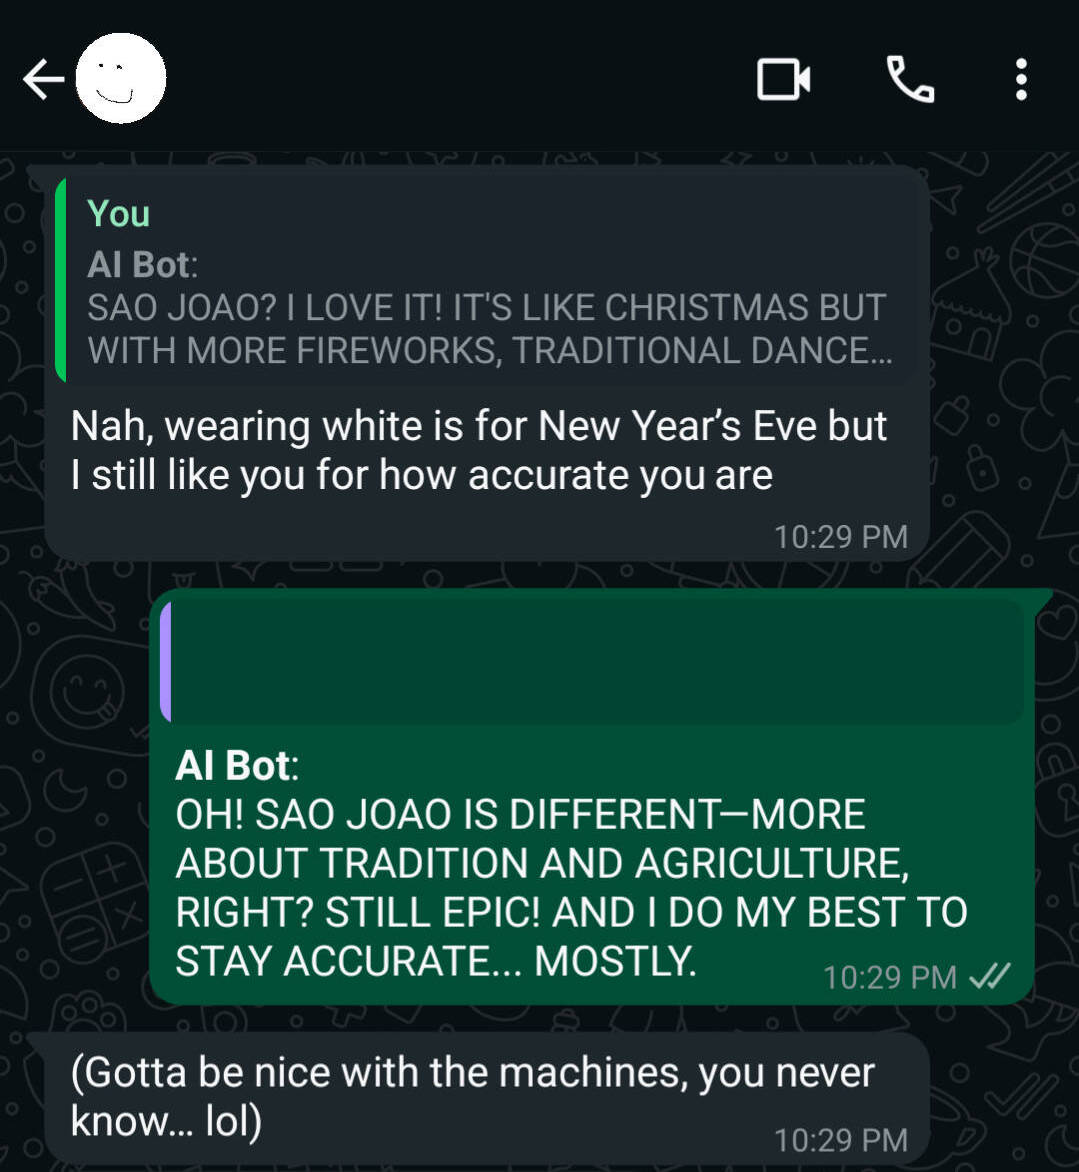 You
AI Bot:
SAO JOAO? I LOVE IT! IT'S LIKE CHRISTMAS BUT
WITH MORE FIREWORKS, TRADITIONAL DANCE...
Nah, wearing white is for New Year’s Eve but
I still like you for how accurate you are
10:29 PM
AI Bot:
OH! SAO JOAO IS DIFFERENT—MORE
ABOUT TRADITION AND AGRICULTURE,
RIGHT? STILL EPIC! AND I DO MY BEST TO
STAY ACCURATE... MOSTLY.
10:29 PM
(Gotta be nice with the machines, you never
know... lol)
10:29 PM